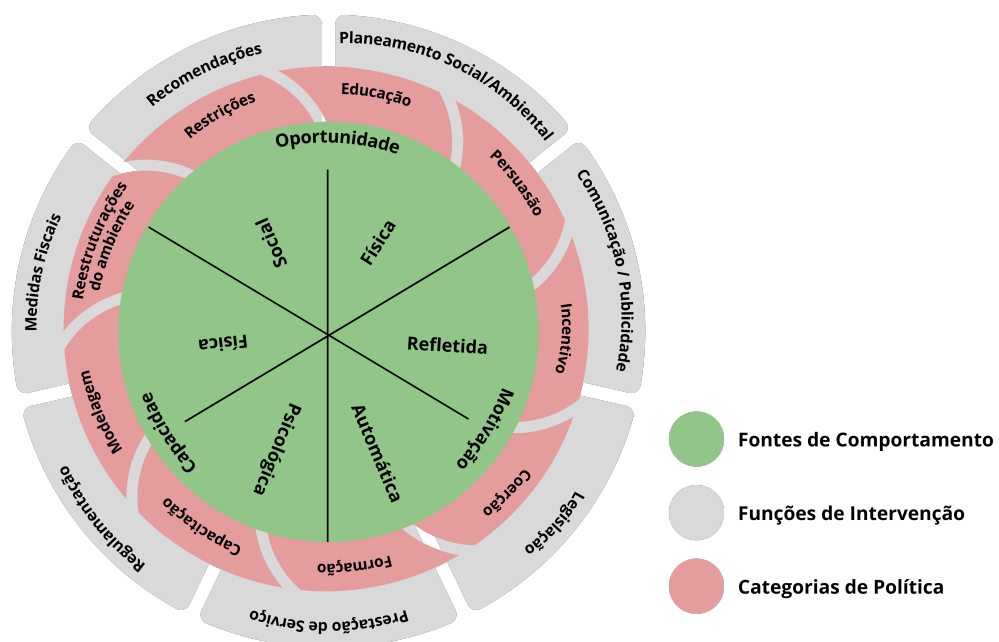 Recomendações
Planeamento Social/Ambiental
Comunicação / Publicidade
Legislação
Prestação de Serviço
Regulamentação
Medidas Fiscais
Restrições
Educação
Persuasão
Incentivo
Coerção
Formação
Capacitação
Modelagem
Reestruturações
do ambiente
Oportunidade
Social
Física
Refletida
Automática
Motivação
Psicológica
Física
Capacidae
Fontes de Comportamento
Funções de Intervenção
Categorias de Política